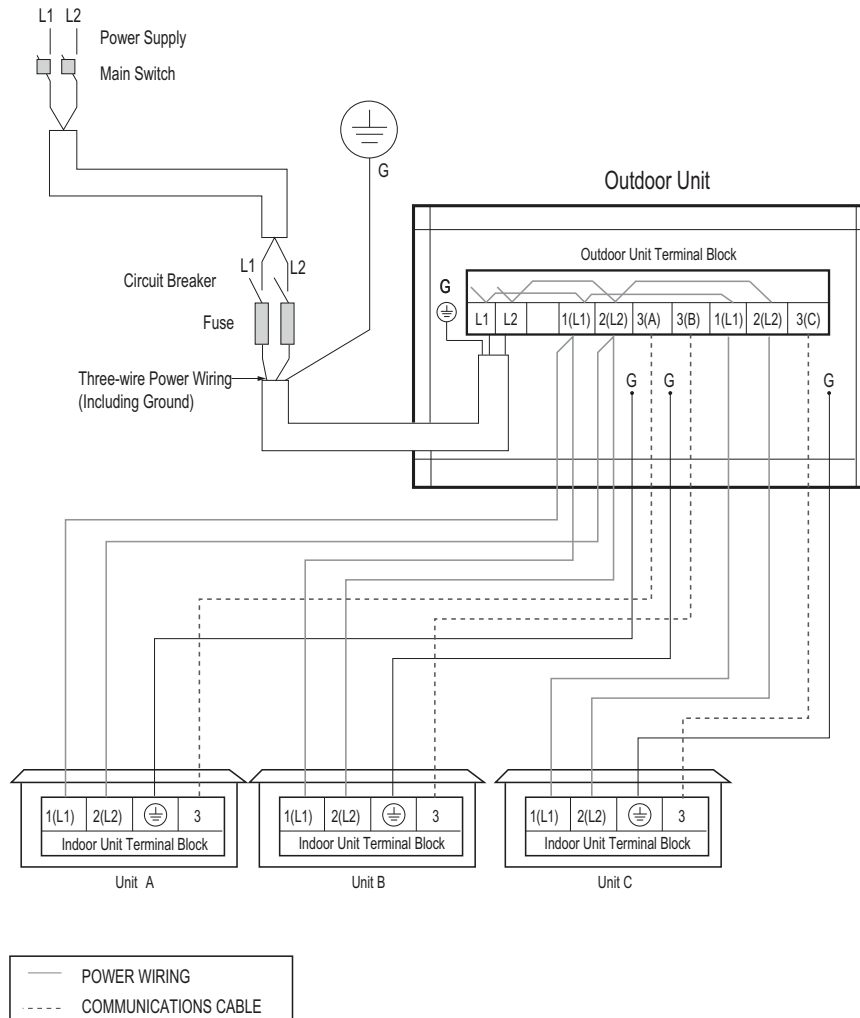 L1 L2
Power Supply
Main Switch
G
Outdoor Unit
Outdoor Unit Terminal Block
L1 L2
Circuit Breaker
Fuse
G
L1 L2 1(L1) 2(L2) 3(A) 3(B) 1(L1) 2(L2) 3(C)
Three-wire Power Wiring
(Including Ground)
G G G
1(L1) 2(L2) 3
Indoor Unit Terminal Block
Unit A
1(L1) 2(L2) 3
Indoor Unit Terminal Block
Unit B
1(L1) 2(L2) 3
Indoor Unit Terminal Block
Unit C
POWER WIRING
COMMUNICATIONS CABLE